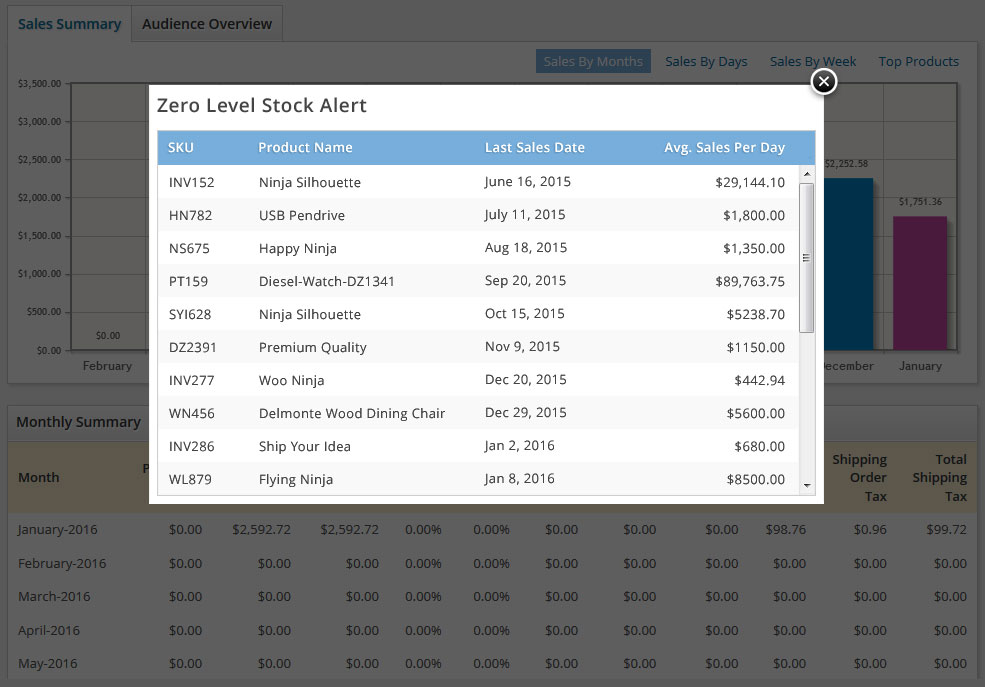 Sales Summary Audience Overview
Sales By Months Sales By Days Sales By Week Top Products
$3,500.00
$3,000.00
$2,500.00
$2,000.00
$1,500.00
$1,000.00
$500.00
$0.00
$0.00
$2,252.58
$1,751.36
February December January
Zero Level Stock Alert
SKU Product Name Last Sales Date Avg. Sales Per Day
INV152 Ninja Silhouette June 16, 2015 $29,144.10
HN782 USB Pendrive July 11, 2015 $1,800.00
NS675 Happy Ninja Aug 18, 2015 $1,350.00
PT159 Diesel-Watch-DZ1341 Sep 20, 2015 $89,763.75
SYI628 Ninja Silhouette Oct 15, 2015 $5238.70
DZ2391 Premium Quality Nov 9, 2015 $1150.00
INV277 Woo Ninja Dec 20, 2015 $442.94
WN456 Delmonte Wood Dining Chair Dec 29, 2015 $5600.00
INV286 Ship Your Idea Jan 2, 2016 $680.00
WL879 Flying Ninja Jan 8, 2016 $8500.00
Monthly Summary
Month Shipping Order Tax Total Shipping Tax
January-2016 $0.00 $2,592.72 $2,592.72 0.00% 0.00% $0.00 $0.00 $0.00 $98.76 $0.96 $99.72
February-2016 $0.00 $0.00 $0.00 0.00% 0.00% $0.00 $0.00 $0.00 $0.00 $0.00 $0.00
March-2016 $0.00 $0.00 $0.00 0.00% 0.00% $0.00 $0.00 $0.00 $0.00 $0.00 $0.00
April-2016 $0.00 $0.00 $0.00 0.00% 0.00% $0.00 $0.00 $0.00 $0.00 $0.00 $0.00
May-2016 $0.00 $0.00 $0.00 0.00% 0.00% $0.00 $0.00 $0.00 $0.00 $0.00 $0.00